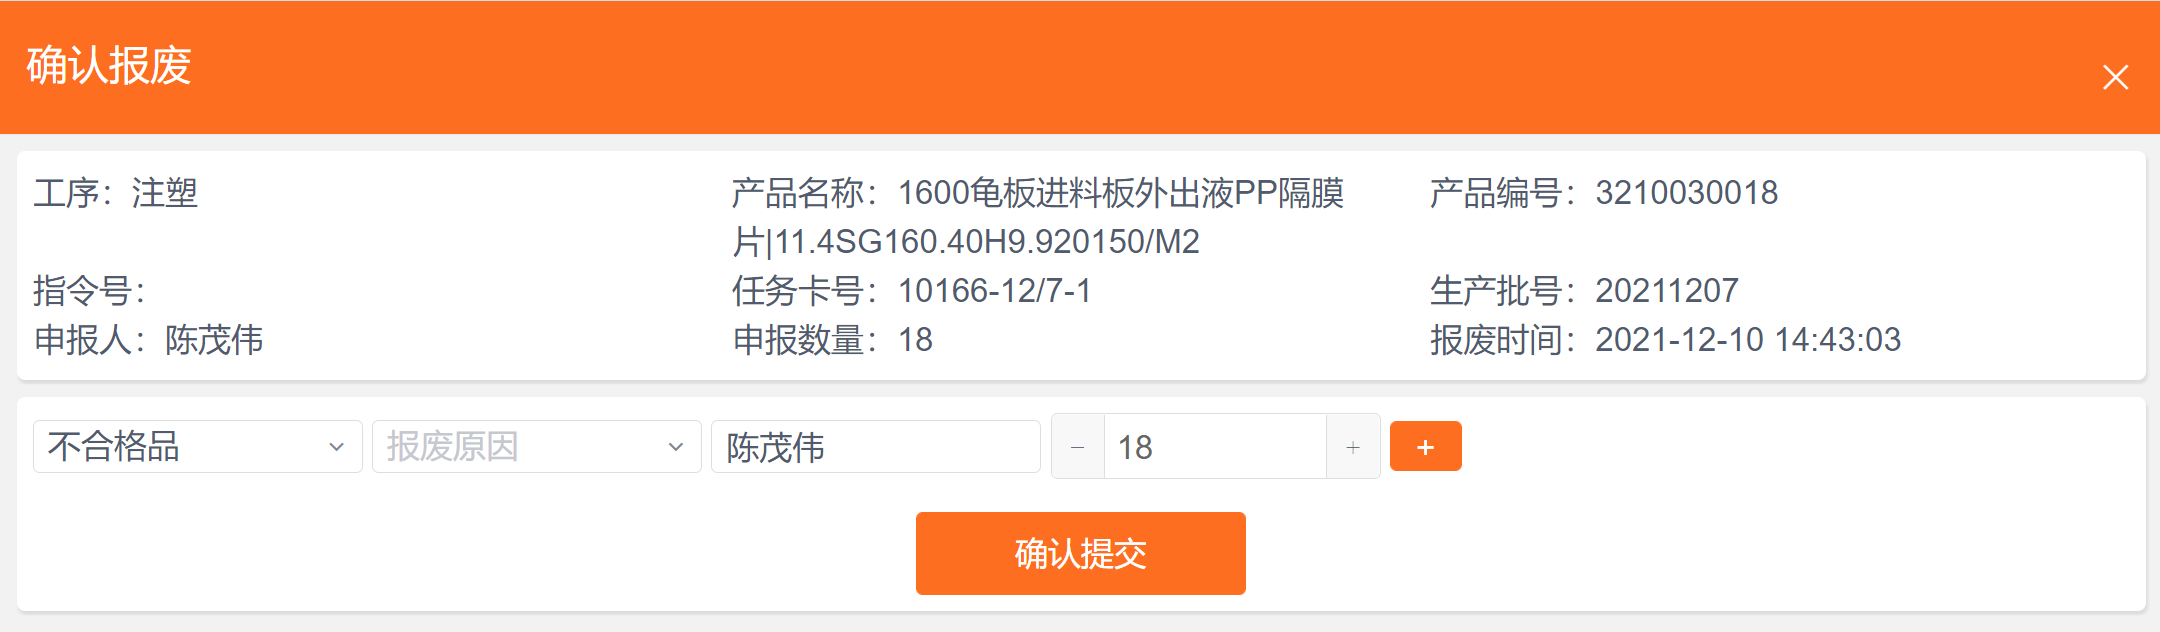 确认报废
工序：注塑
产品名称：1600龟板进料板外出液PP隔膜
片|11.4SG160.40H9.920150/M2
产品编号：3210030018
指令号：
任务卡号：10166-12/7-1
生产批号：20211207
申报人：陈茂伟
申报数量：18
报废时间：2021-12-10 14:43:03
不合格品
报废原因
陈茂伟
18
确认提交